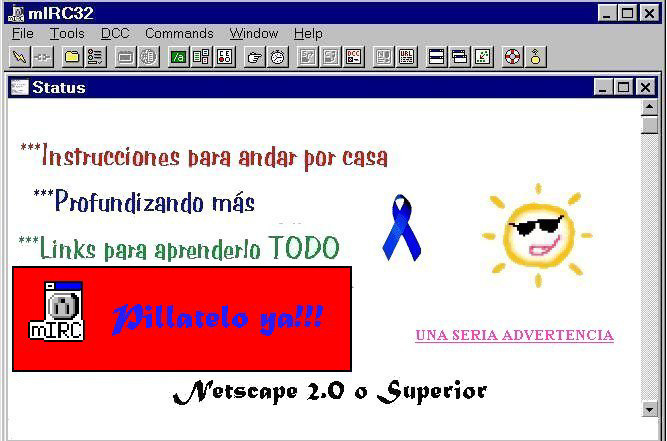 mIRC32
File Tools DCC Commands Window Help
Status
***Instrucciones para andar por casa
***Profundizando más
***Links para aprenderlo TODO
mIRC
Pillatelo ya!!!
UNA SERIA ADVERTENCIA
Netscape 2.0 o Superior